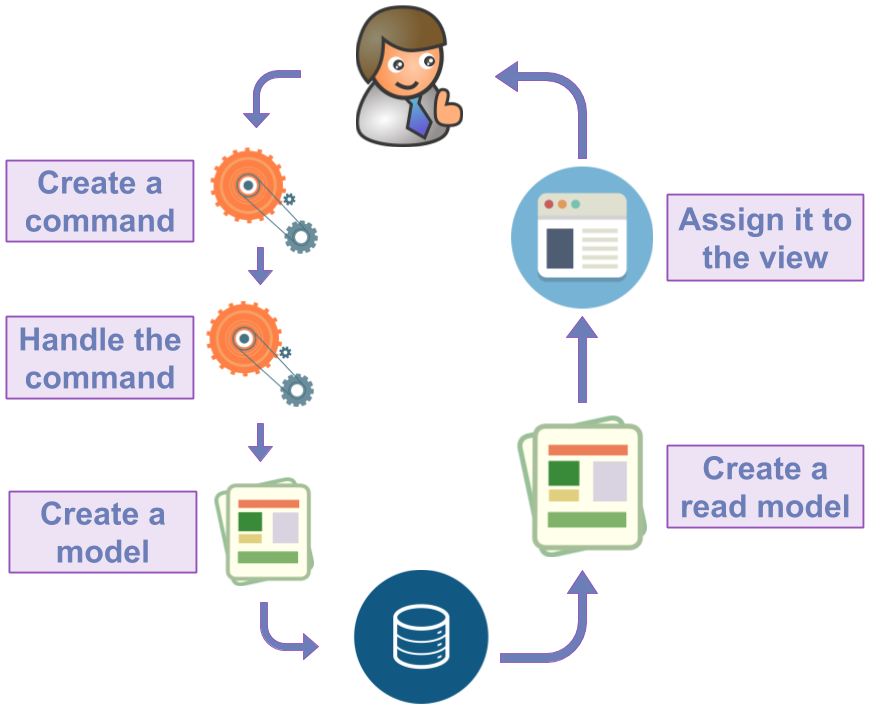 Create a
command
Handle the
command
Create a
model
Assign it to
the view
Create a
read model